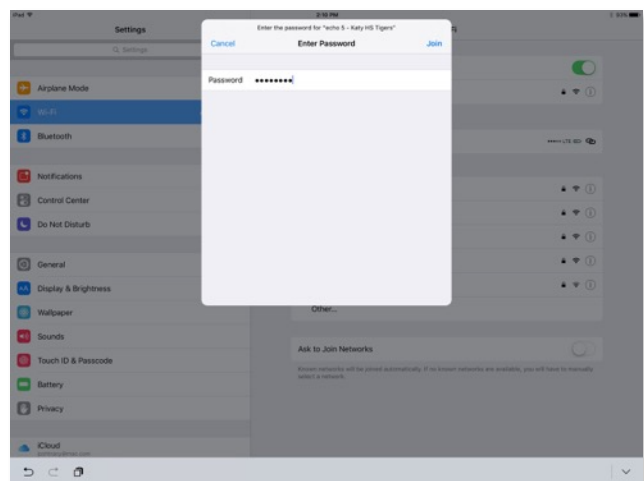 iPad
2:16 PM
83%
Settings
Enter the password for "echo 5 – Katy HS Tigers"
Cancel
Enter Password
Join
Settings
Password
Airplane Mode
Wi-Fi
Bluetooth
LTE
Notifications
Control Center
Do Not Disturb
General
Display & Brightness
Wallpaper
Other...
Sounds
Ask to Join Networks
Touch ID & Passcode
Known networks will be joined automatically. If no known networks are available, you will have to manually
select a network.
Battery
Privacy
iCloud